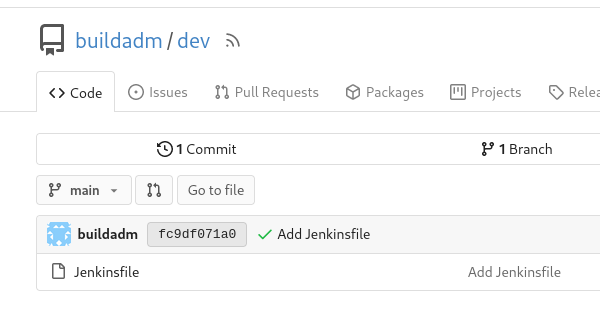 buildadm/dev
Code Issues Pull Requests Packages Projects Relea
1 Commit 1 Branch
main Go to file
buildadm fc9df071a0 Add Jenkinsfile
Jenkinsfile Add Jenkinsfile